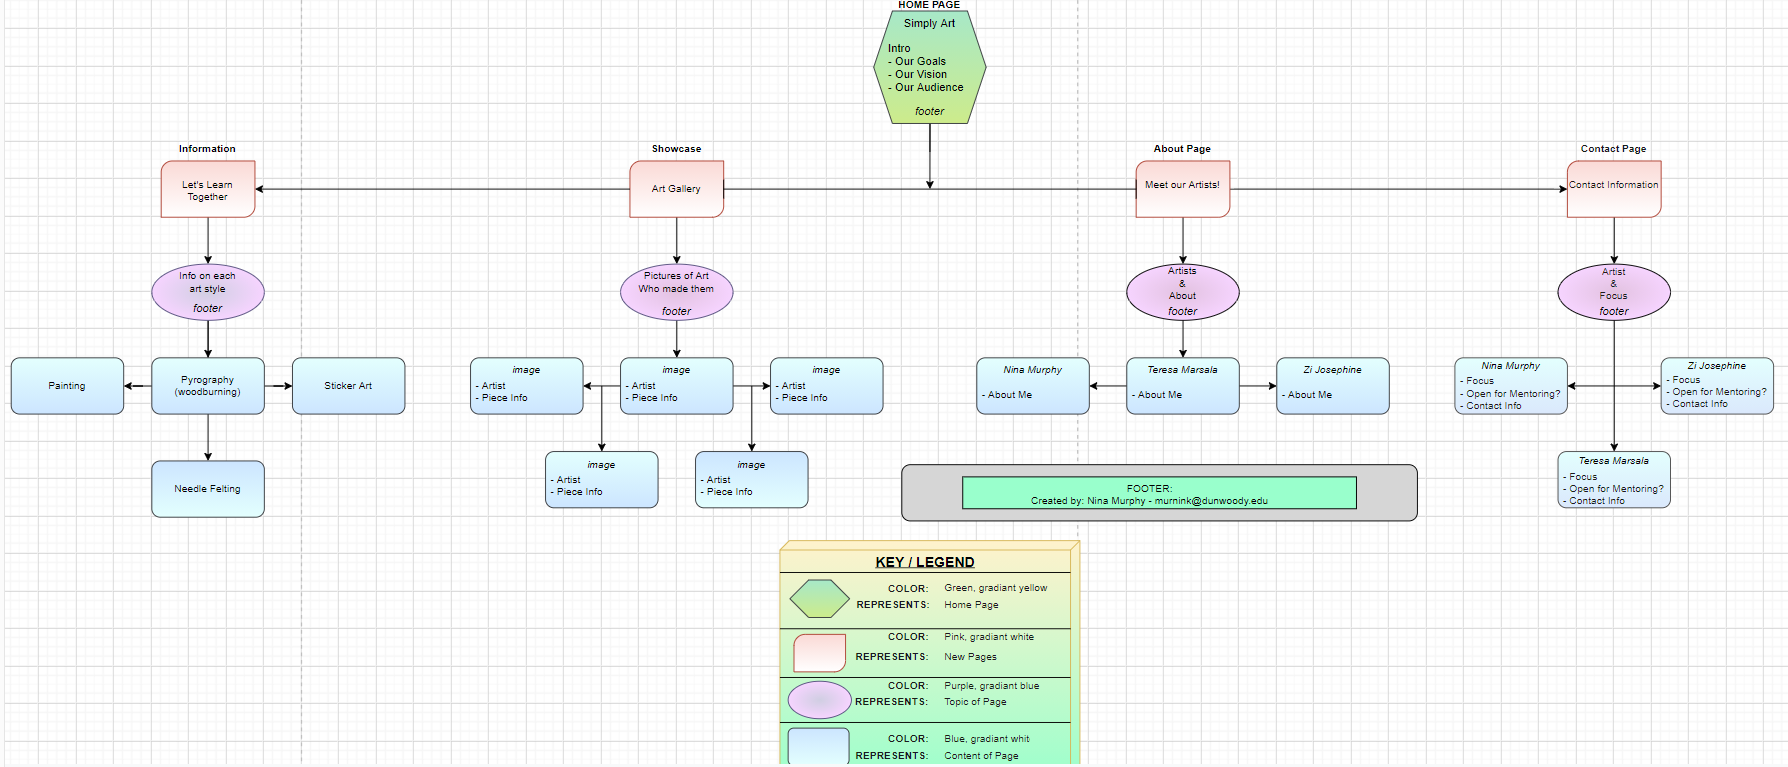 HOME PAGE
Simply Art
Intro
- Our Goals
- Our Vision
- Our Audience
footer
Information
Let's Learn
Together
Info on each
art style
footer
Painting
Pyrography
(woodburning)
Sticker Art
Needle Felting
Showcase
Art Gallery
Pictures of Art
Who made them
footer
image
- Artist
- Piece Info
image
- Artist
- Piece Info
image
- Artist
- Piece Info
image
- Artist
- Piece Info
image
- Artist
- Piece Info
About Page
Meet our Artists!
Artists
&
About
footer
Nina Murphy
- About Me
Teresa Marsala
- About Me
Zi Josephine
- About Me
Contact Page
Contact Information
Artist
&
Focus
footer
Nina Murphy
- Focus
- Open for Mentoring?
- Contact Info
Zi Josephine
- Focus
- Open for Mentoring?
- Contact Info
Teresa Marsala
- Focus
- Open for Mentoring?
- Contact Info
FOOTER:
Created by: Nina Murphy - murnink@dunwoody.edu
KEY / LEGEND
COLOR: Green, gradiant yellow
REPRESENTS: Home Page
COLOR: Pink, gradiant white
REPRESENTS: New Pages
COLOR: Purple, gradiant blue
REPRESENTS: Topic of Page
COLOR: Blue, gradiant whit
REPRESENTS: Content of Page